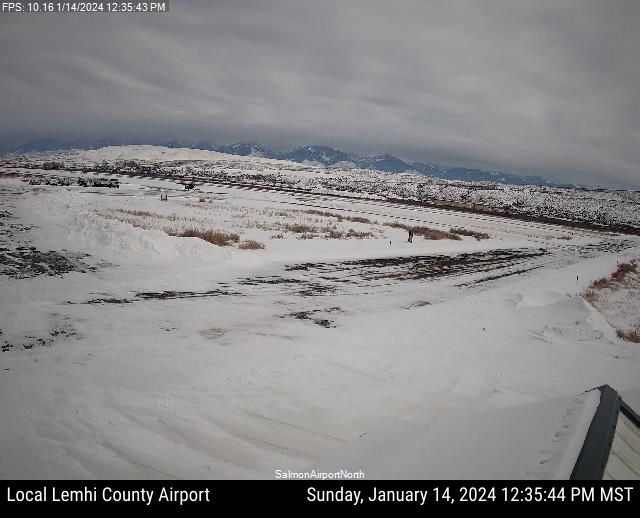 FPS: 10.16 1/14/2024 12:35:43 PM
SalmonAirportNorth
Local Lemhi County Airport Sunday, January 14, 2024 12:35:44 PM MST